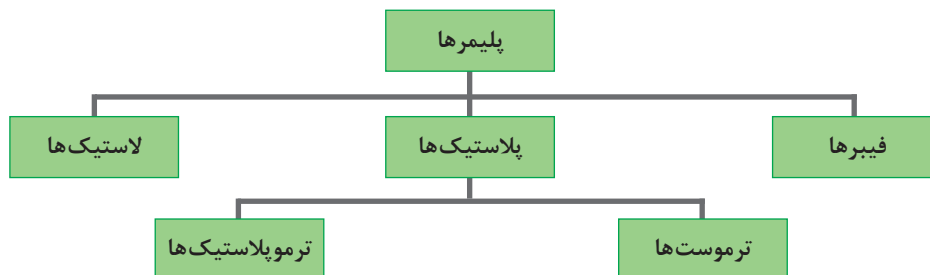 پلیمرها
فیبرها
پلاستیک‌ها
لاستیک‌ها
ترموست‌ها
ترموپلاستیک‌ها